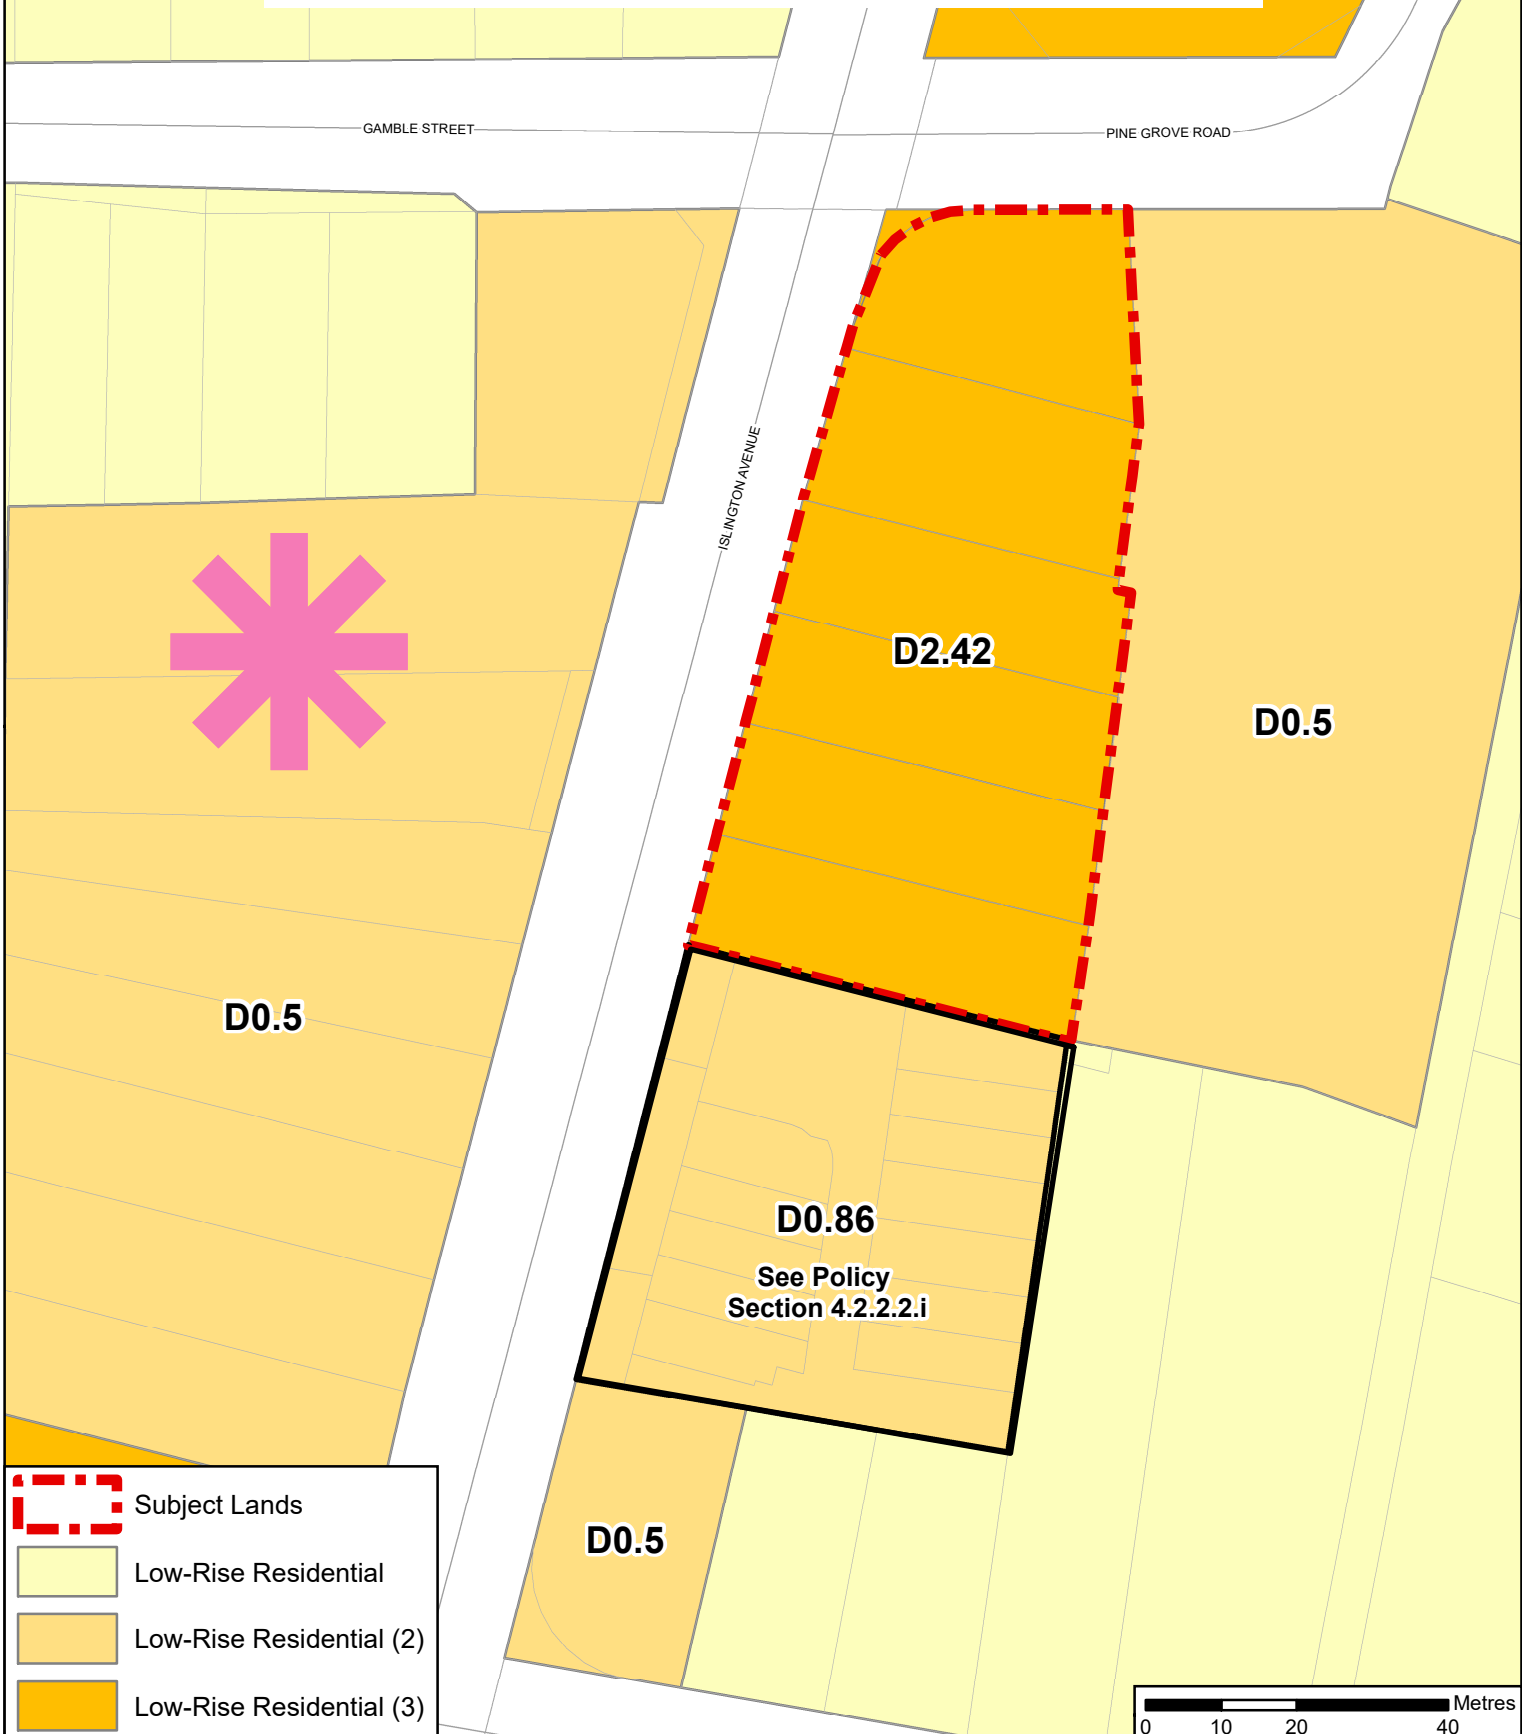 GAMBLE STREET
PINE GROVE ROAD
ISLINGTON AVENUE
D2.42
D0.5
D0.5
D0.86
See Policy
Section 4.2.2.2.i
D0.5
Subject Lands
Low-Rise Residential
Low-Rise Residential (2)
Low-Rise Residential (3)
Metres
0 10 20 40